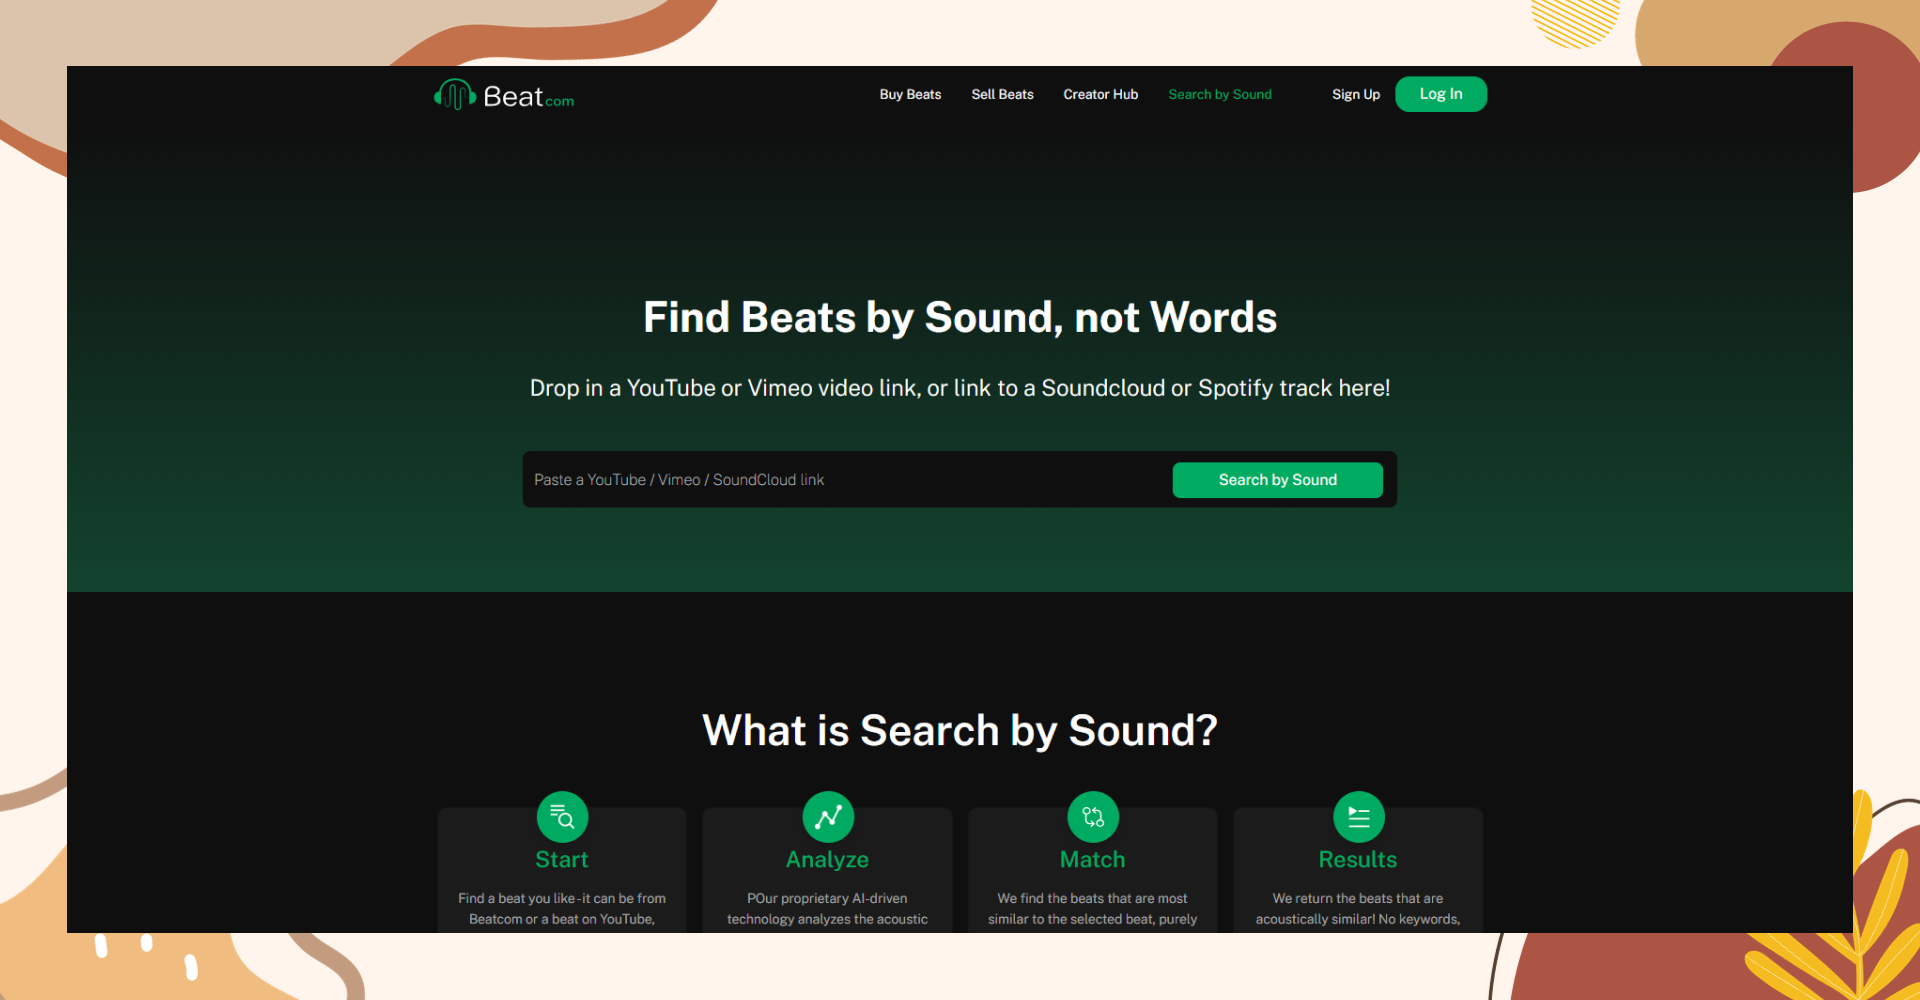 Beat com
Buy Beats
Sell Beats
Creator Hub
Search by Sound
Sign Up
Log In
Find Beats by Sound, not Words
Drop in a YouTube or Vimeo video link, or link to a Soundcloud or Spotify track here!
Paste a YouTube / Vimeo / SoundCloud link
Search by Sound
What is Search by Sound?
Start
Find a beat you like - it can be from
Beatcom or a beat on YouTube,
Analyze
POur proprietary AI-driven
technology analyzes the acoustic
Match
We find the beats that are most
similar to the selected beat, purely
Results
We return the beats that are
acoustically similar! No keywords,